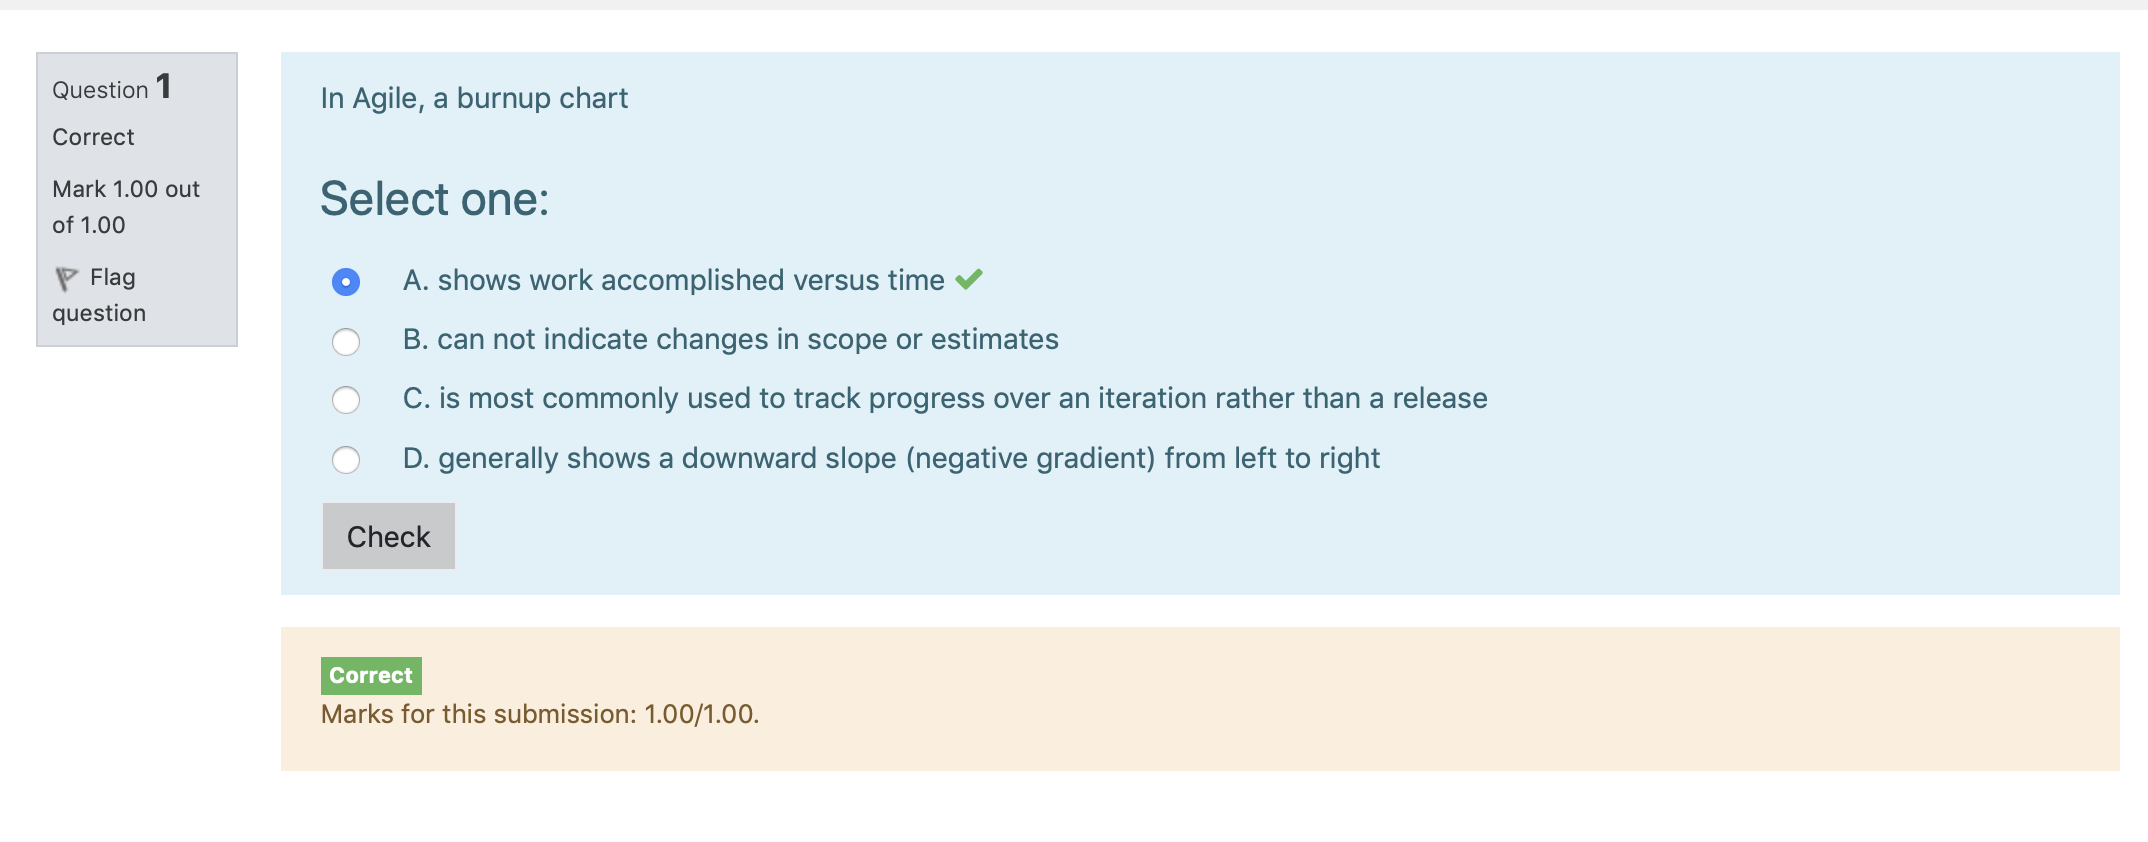 Question 1
Correct
Mark 1.00 out
of 1.00
Flag
question
In Agile, a burnup chart
Select one:
A. shows work accomplished versus time
B. can not indicate changes in scope or estimates
C. is most commonly used to track progress over an iteration rather than a release
D. generally shows a downward slope (negative gradient) from left to right
Check
Correct
Marks for this submission: 1.00/1.00.